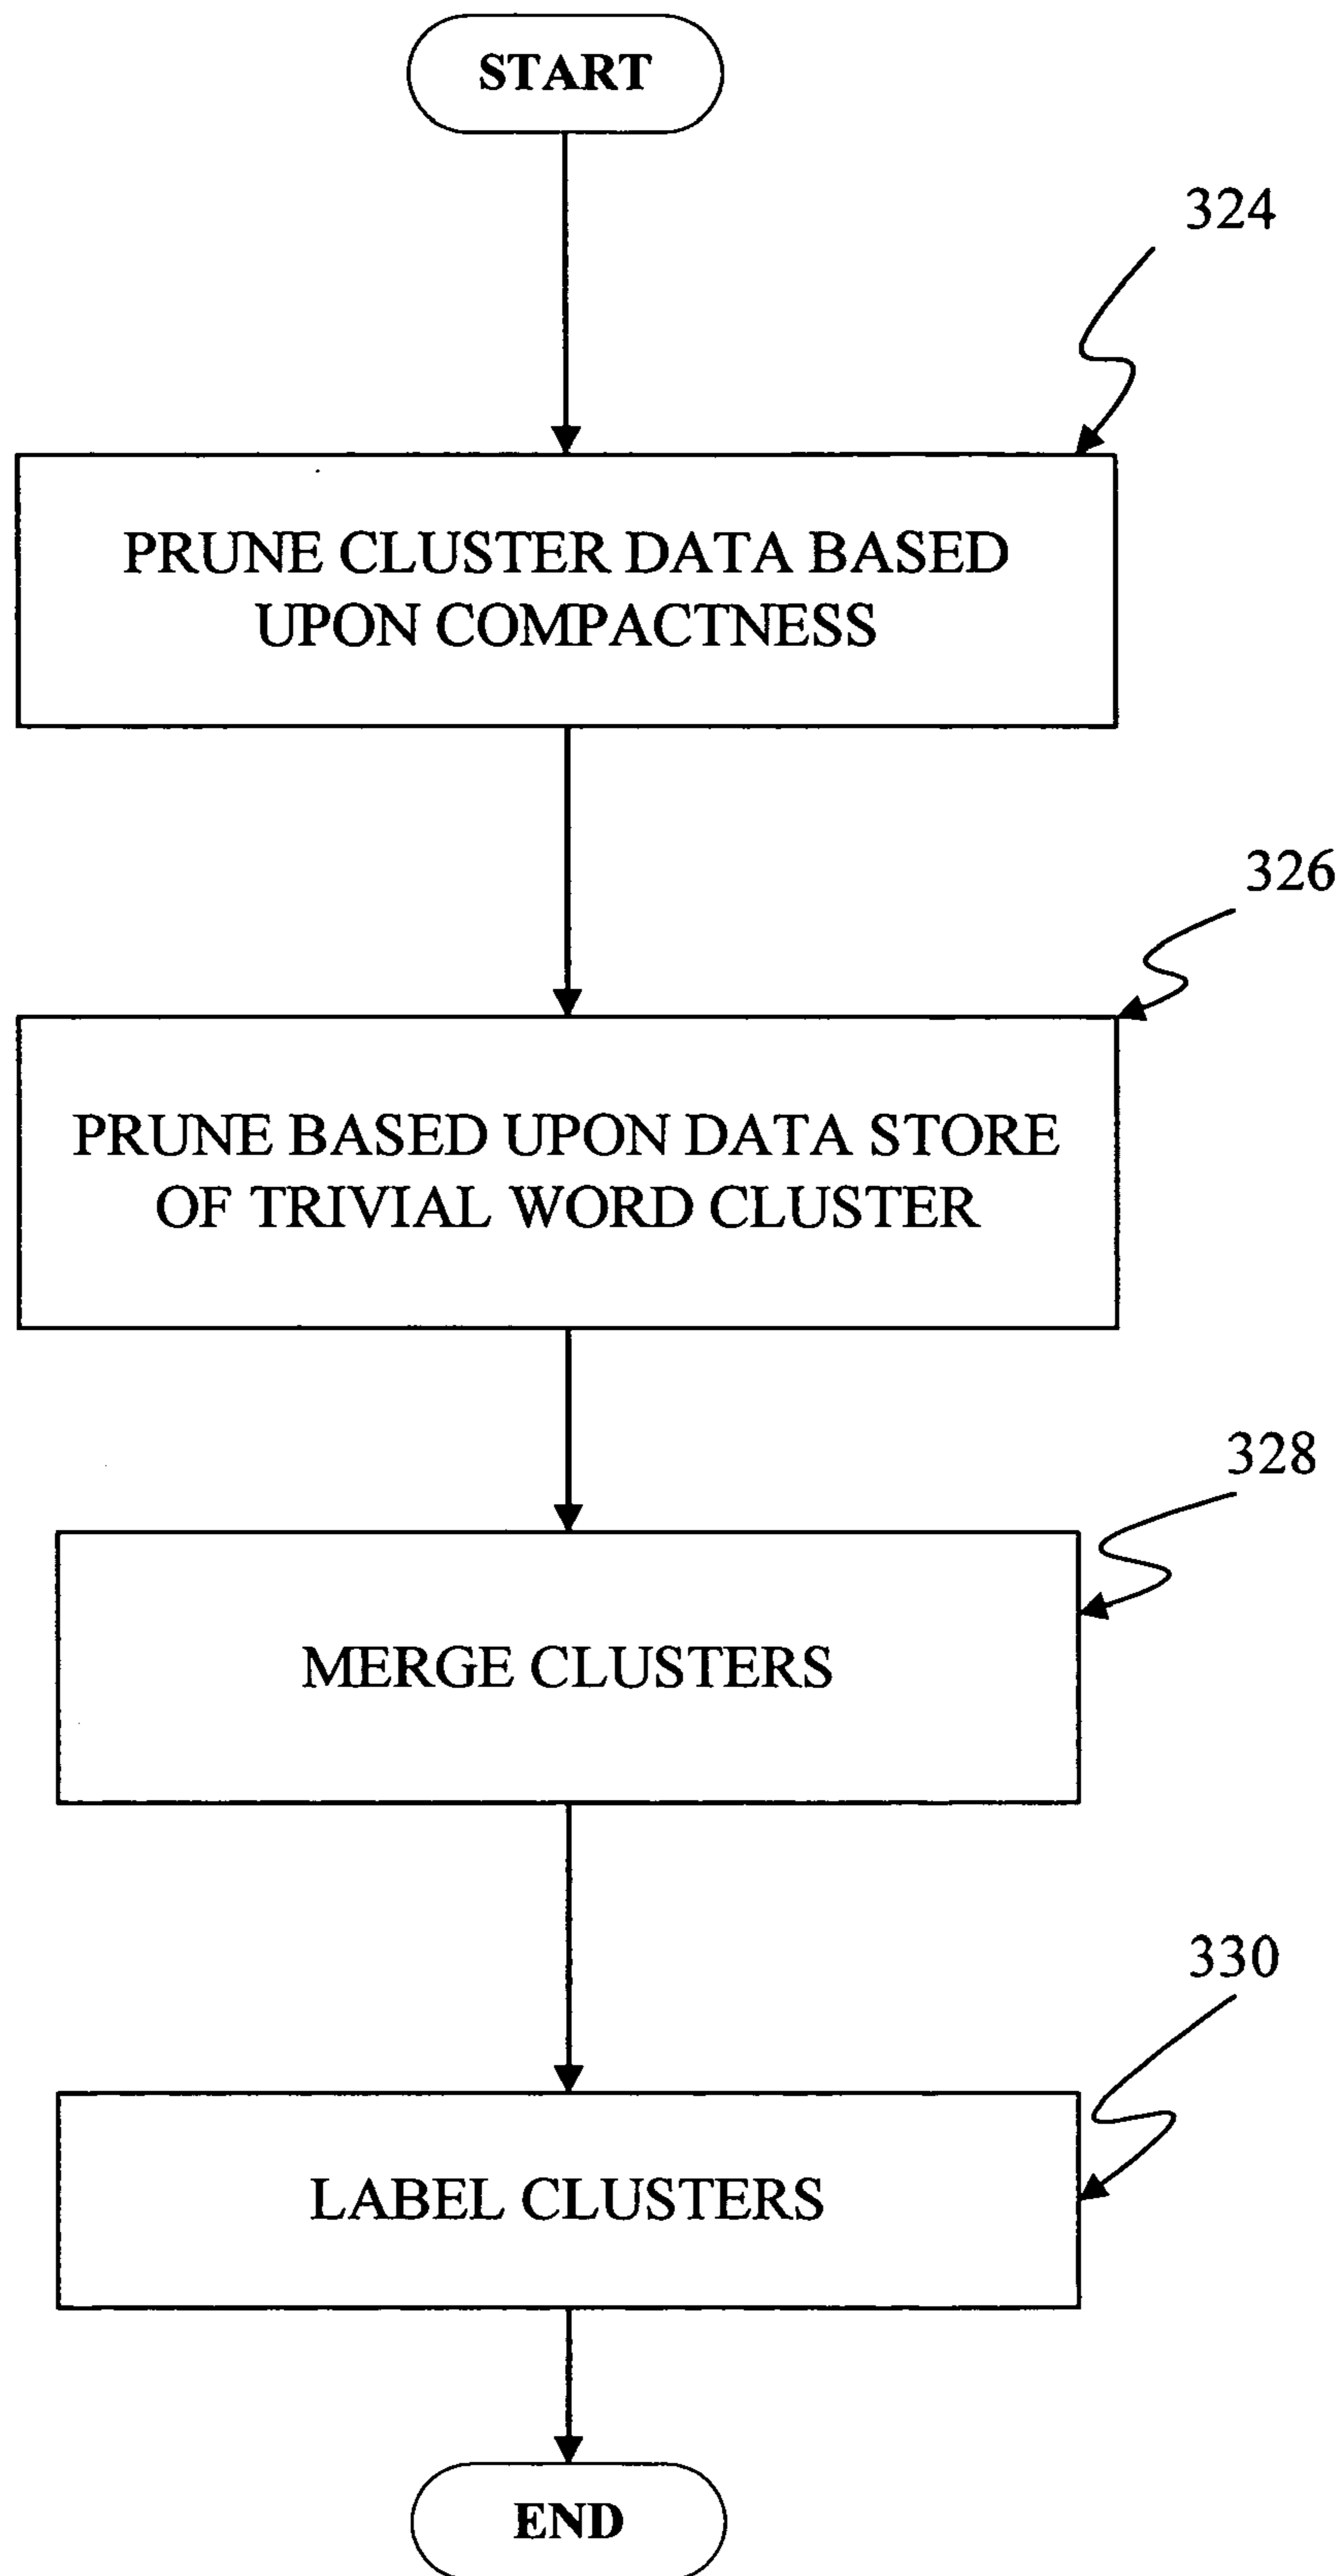 START
324
PRUNE CLUSTER DATA BASED
UPON COMPACTNESS
326
PRUNE BASED UPON DATA STORE
OF TRIVIAL WORD CLUSTER
328
MERGE CLUSTERS
330
LABEL CLUSTERS
END